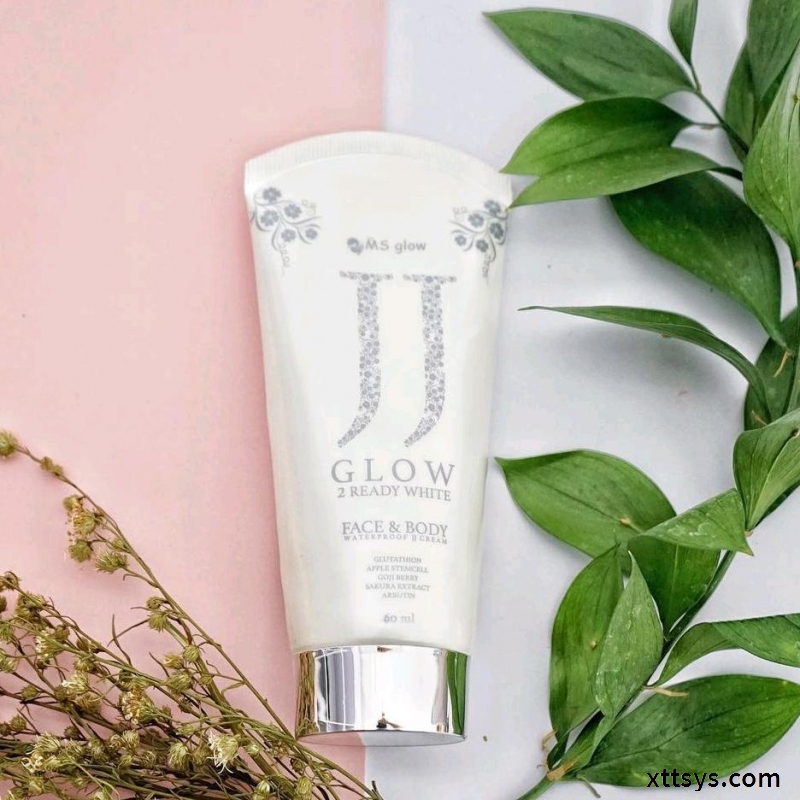 MS glow
JJ
GLOW
2 READY WHITE
FACE & BODY
WATERPROOF JJ CREAM
GLUTATHION
APPLE STEMCELL
GOJI BERRY
SAKURA EXTRACT
ARBUTIN
60 ml
xttsys.com